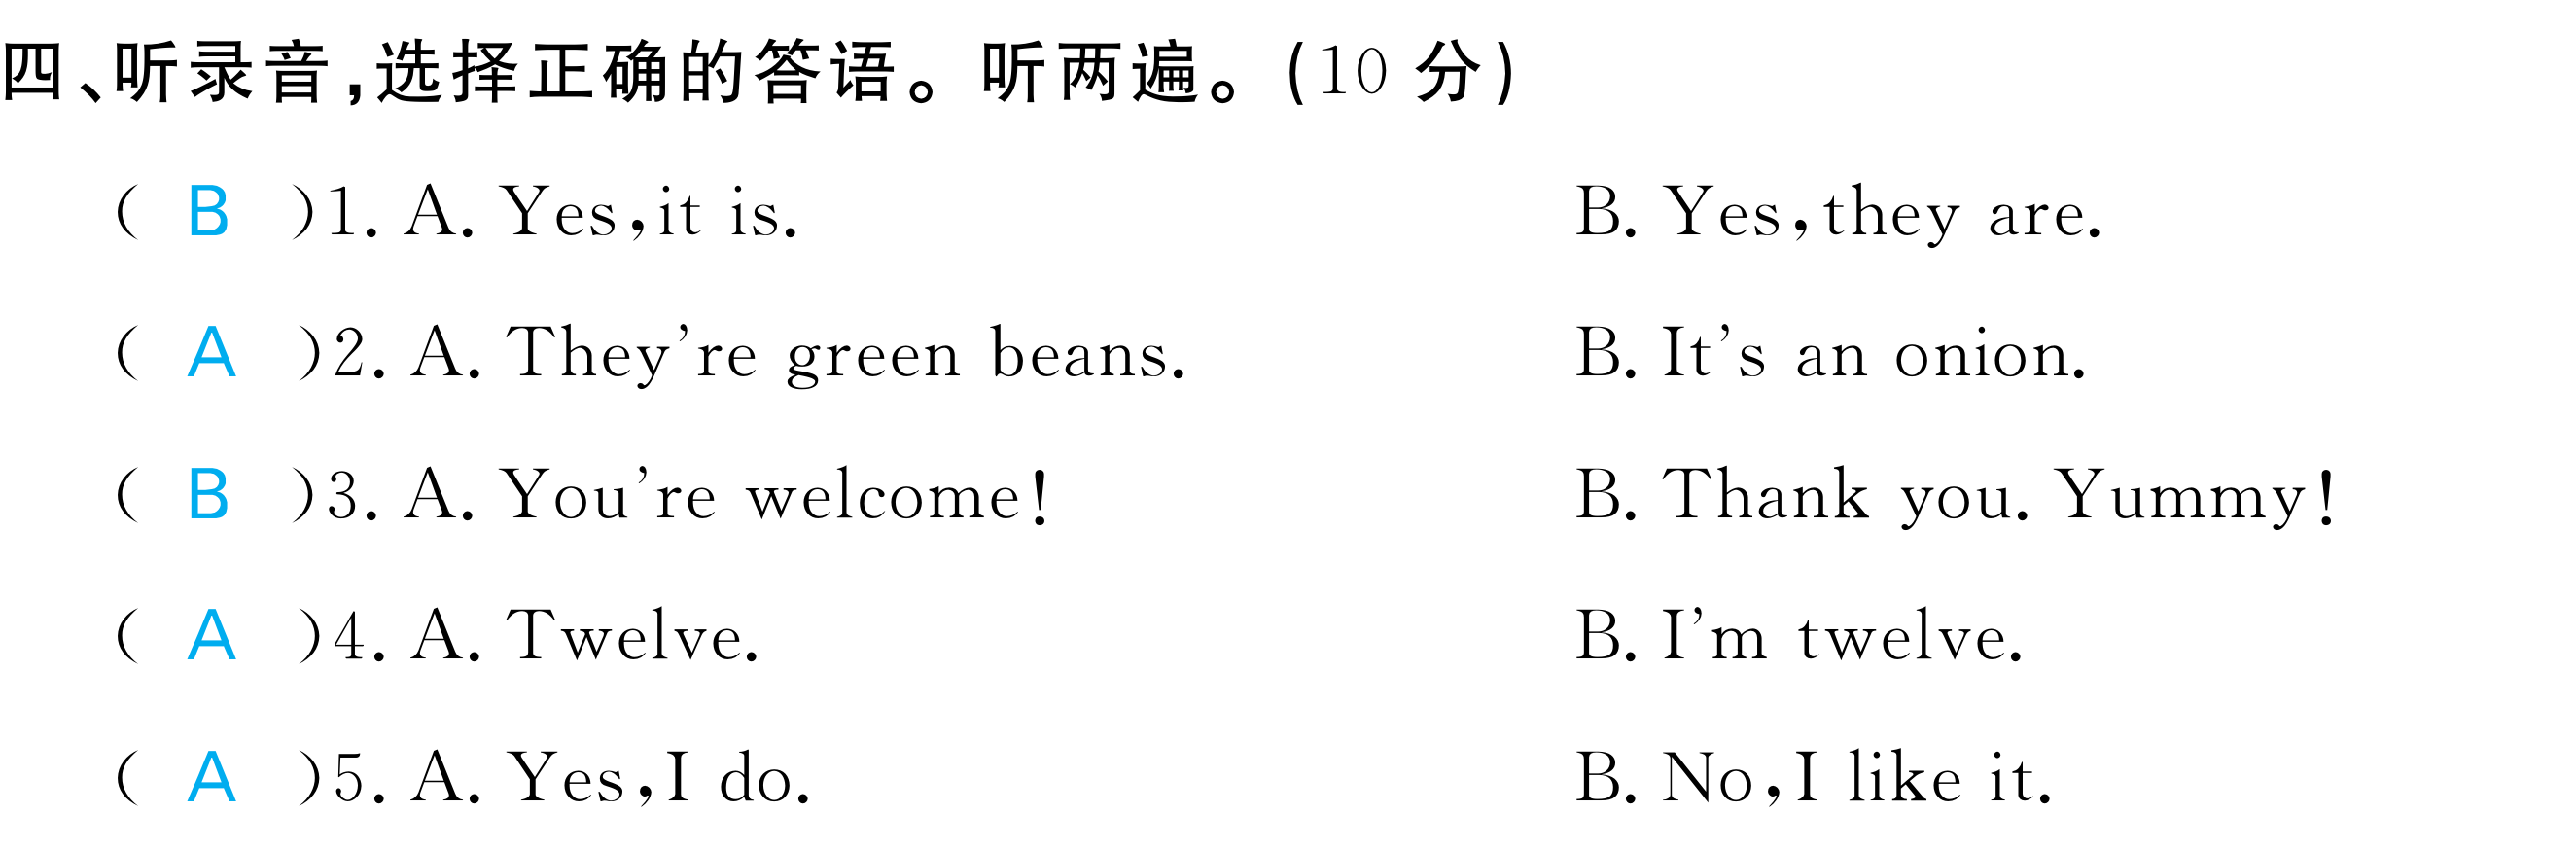 四、听录音,选择正确的答语。听两遍。(10 分)
( B )1. A. Yes,it is. B. Yes,they are.
( A )2. A. They're green beans. B. It's an onion.
( B )3. A. You're welcome! B. Thank you. Yummy!
( A )4. A. Twelve. B. I'm twelve.
( A )5. A. Yes,I do. B. No,I like it.